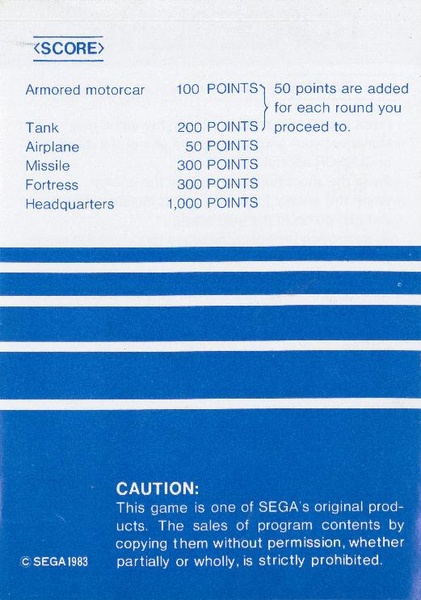 <SCORE>
Armored motorcar 100 POINTS 50 points are added
for each round you
Tank 200 POINTS proceed to.
Airplane 50 POINTS
Missile 300 POINTS
Fortress 300 POINTS
Headquarters 1,000 POINTS
CAUTION:
This game is one of SEGA's original prod-
ucts. The sales of program contents by
copying them without permission, whether
partially or wholly, is strictly prohibited.
© SEGA 1983